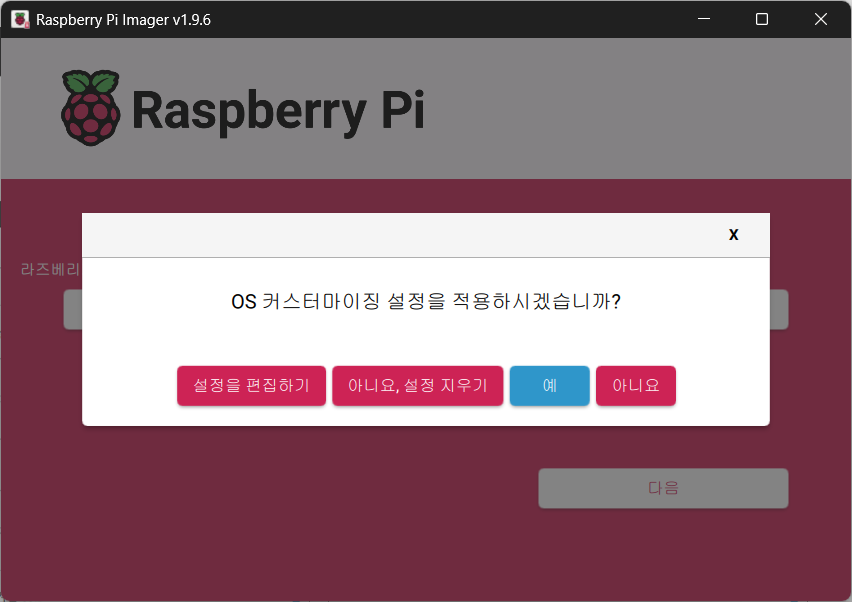 Raspberry Pi Imager v1.9.6
Raspberry Pi
X
라즈베리
OS 커스터마이징 설정을 적용하시겠습니까?
설정을 편집하기 아니요, 설정 지우기 예 아니요
다음